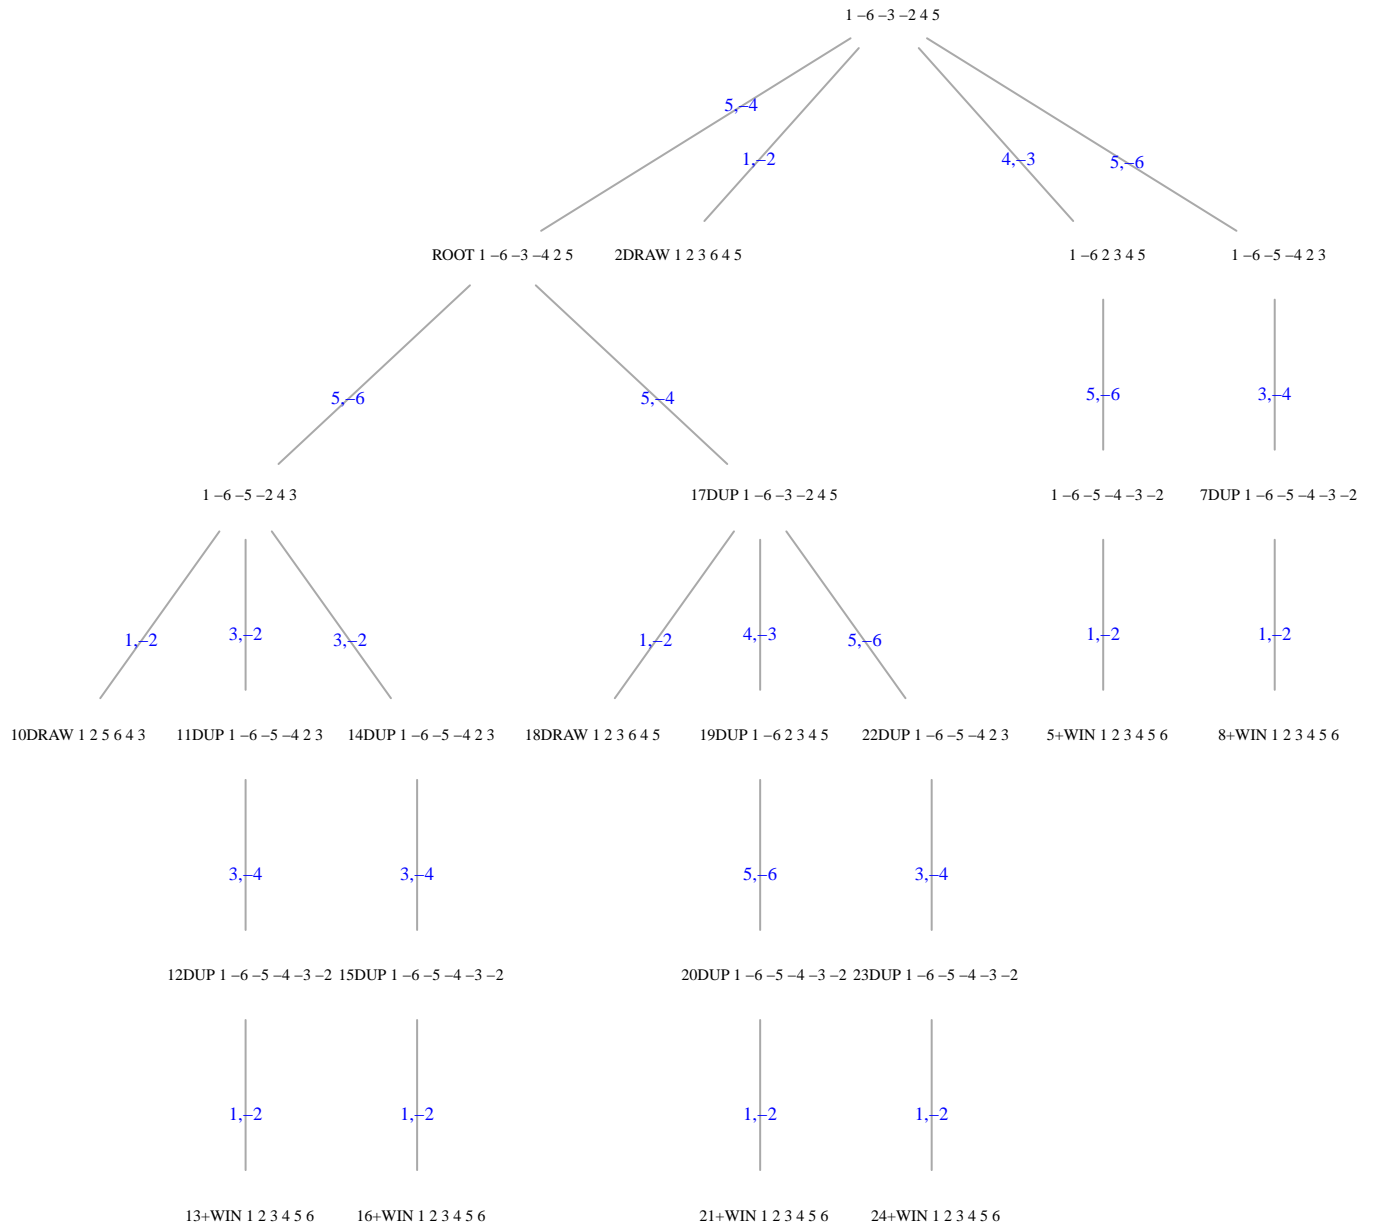 1 −6 −3 −2 4 5
5,−4
1,−2
4,−3
5,−6
ROOT 1 −6 −3 −4 2 5
2DRAW 1 2 3 6 4 5
1 −6 2 3 4 5
1 −6 −5 −4 2 3
5,−6
5,−4
5,−6
3,−4
1 −6 −5 −2 4 3
17DUP 1 −6 −3 −2 4 5
1 −6 −5 −4 −3 −2
7DUP 1 −6 −5 −4 −3 −2
1,−2
3,−2
3,−2
1,−2
4,−3
5,−6
1,−2
1,−2
10DRAW 1 2 5 6 4 3
11DUP 1 −6 −5 −4 2 3
14DUP 1 −6 −5 −4 2 3
18DRAW 1 2 3 6 4 5
19DUP 1 −6 2 3 4 5
22DUP 1 −6 −5 −4 2 3
5+WIN 1 2 3 4 5 6
8+WIN 1 2 3 4 5 6
3,−4
3,−4
5,−6
3,−4
12DUP 1 −6 −5 −4 −3 −2
15DUP 1 −6 −5 −4 −3 −2
20DUP 1 −6 −5 −4 −3 −2
23DUP 1 −6 −5 −4 −3 −2
1,−2
1,−2
1,−2
1,−2
13+WIN 1 2 3 4 5 6
16+WIN 1 2 3 4 5 6
21+WIN 1 2 3 4 5 6
24+WIN 1 2 3 4 5 6